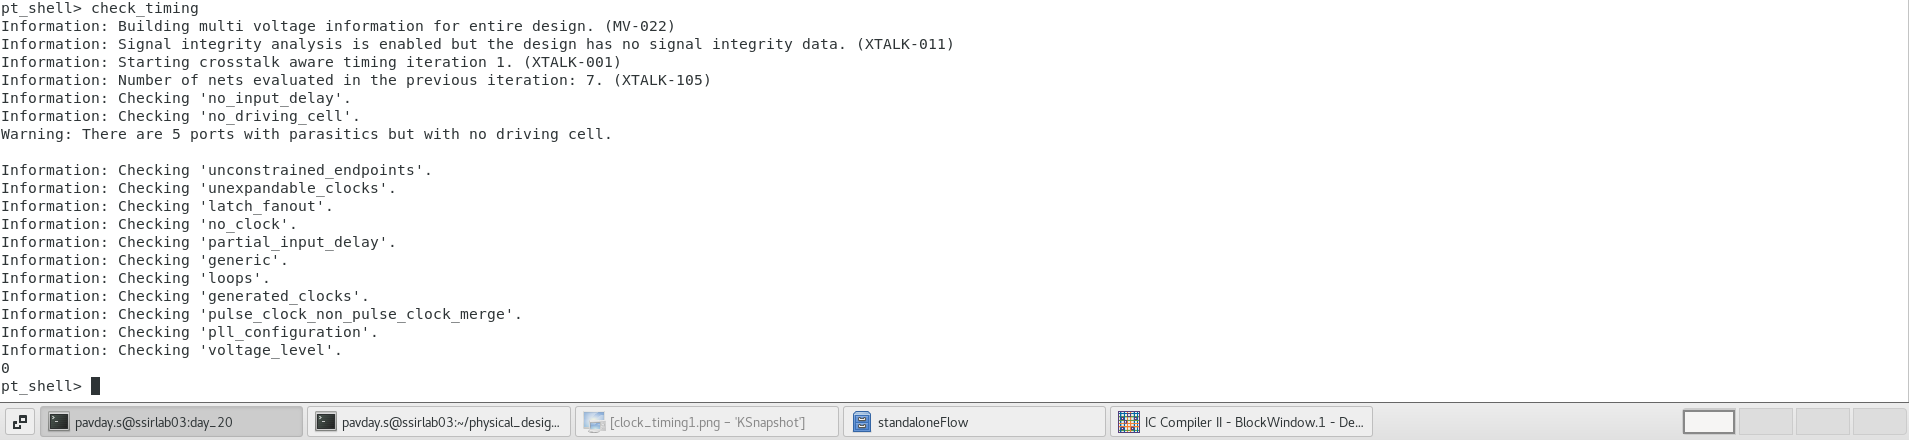 pt_shell> check_timing
Information: Building multi voltage information for entire design. (MV-022)
Information: Signal integrity analysis is enabled but the design has no signal integrity data. (XTALK-011)
Information: Starting crosstalk aware timing iteration 1. (XTALK-001)
Information: Number of nets evaluated in the previous iteration: 7. (XTALK-105)
Information: Checking 'no_input_delay'.
Information: Checking 'no_driving_cell'.
Warning: There are 5 ports with parasitics but with no driving cell.
Information: Checking 'unconstrained_endpoints'.
Information: Checking 'unexpandable_clocks'.
Information: Checking 'latch_fanout'.
Information: Checking 'no_clock'.
Information: Checking 'partial_input_delay'.
Information: Checking 'generic'.
Information: Checking 'loops'.
Information: Checking 'generated_clocks'.
Information: Checking 'pulse_clock_non_pulse_clock_merge'.
Information: Checking 'pll_configuration'.
Information: Checking 'voltage_level'.
0
pt_shell>
pavday.s@ssirlab03:day_20 pavday.s@ssirlab03:~/physical_desig... [clock_timing1.png – 'KSnapshot'] standaloneFlow IC Compiler II - BlockWindow.1 - De...